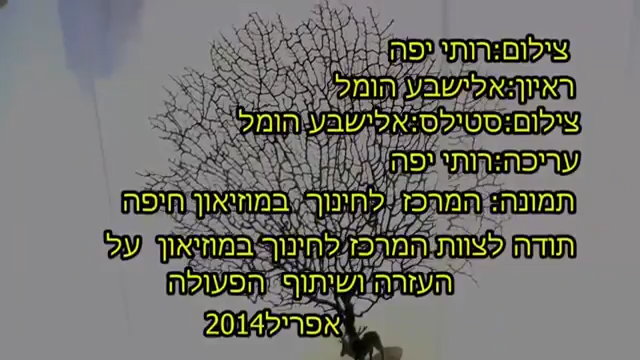 צילום:רותי יפה
ראיון:אלישבע הומל
צילום:סטילס:אלישבע הומל
עריכה:רותי יפה
תמונה: המרכז לחינוך במוזיאון חיפה
תודה לצוות המרכז לחינוך במוזיאון על
העזרה ושיתוף הפעולה
אפריל2014